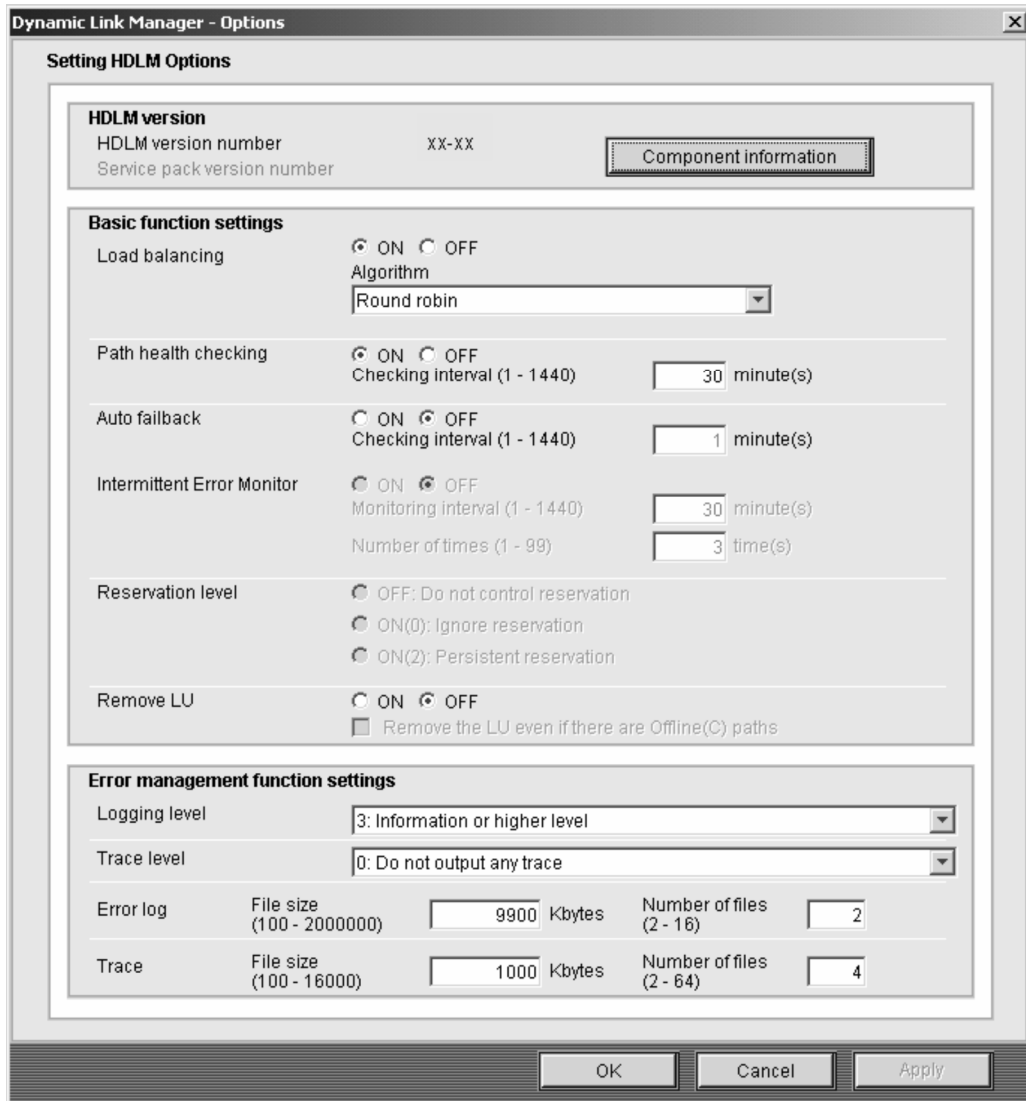 Dynamic Link Manager - Options
Setting HDLM Options
HDLM version
HDLM version number XX-XX
Component information
Service pack version number
Basic function settings
Load balancing ON OFF
Algorithm
Round robin
Path health checking ON OFF
Checking interval (1 - 1440) 30 minute(s)
Auto failback ON OFF
Checking interval (1 - 1440) 1 minute(s)
Intermittent Error Monitor ON OFF
Monitoring interval (1 - 1440) 30 minute(s)
Number of times (1 - 99) 3 time(s)
Reservation level OFF: Do not control reservation
ON(0): Ignore reservation
ON(2): Persistent reservation
Remove LU ON OFF
Remove the LU even if there are Offline(C) paths
Error management function settings
Logging level 3: Information or higher level
Trace level 0: Do not output any trace
Error log File size (100 - 2000000) 9900 Kbytes Number of files (2 - 16) 2
Trace File size (100 - 16000) 1000 Kbytes Number of files (2 - 64) 4
OK Cancel Apply